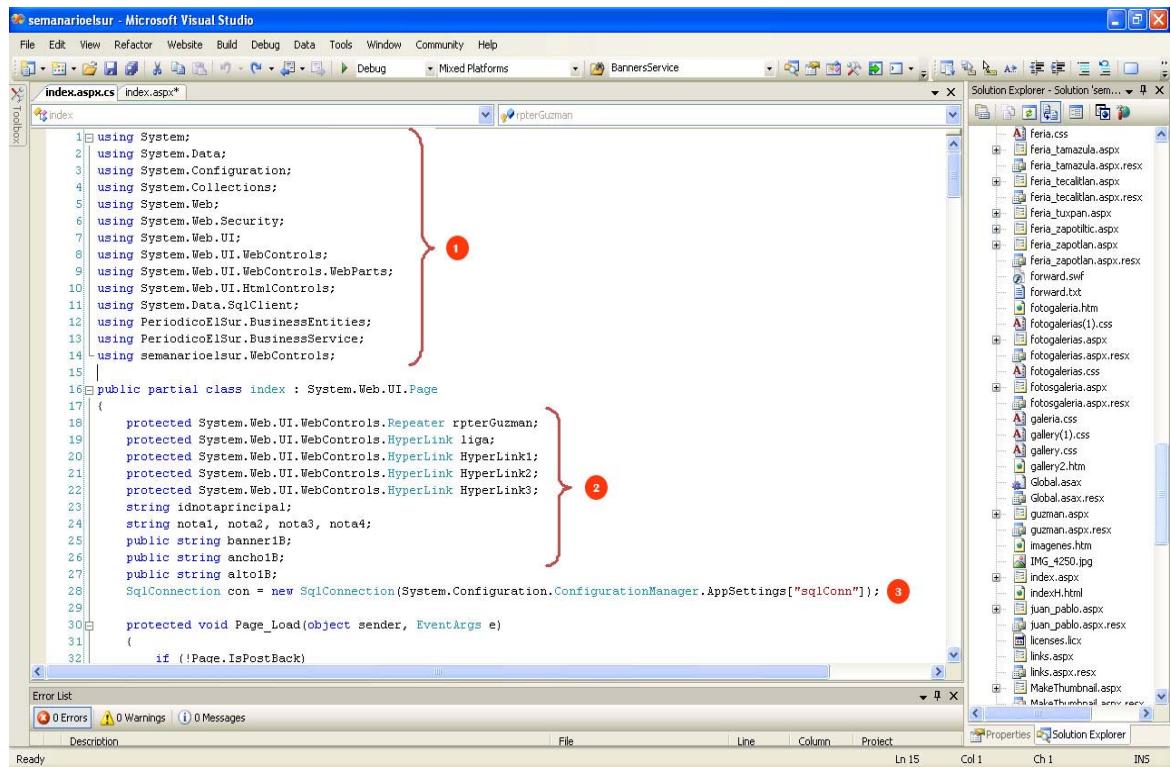 semanarioelsur - Microsoft Visual Studio
File Edit View Refactor Website Build Debug Data Tools Window Community Help
Debug Mixed Platforms BannersService
Toolbox
index.aspx.cs index.aspx*
index rpterGuzman
1 using System;
2 using System.Data;
3 using System.Configuration;
4 using System.Collections;
5 using System.Web;
6 using System.Web.Security;
7 using System.Web.UI;
8 using System.Web.UI.WebControls;
9 using System.Web.UI.WebControls.WebParts;
10 using System.Web.UI.HtmlControls;
11 using System.Data.SqlClient;
12 using PeriodicoElSur.BusinessEntities;
13 using PeriodicoElSur.BusinessService;
14 using semanarioelsur.WebControls;
1
15
16 public partial class index : System.Web.UI.Page
17 {
18 protected System.Web.UI.WebControls.Repeater rpterGuzman;
19 protected System.Web.UI.WebControls.HyperLink liga;
20 protected System.Web.UI.WebControls.HyperLink HyperLink1;
21 protected System.Web.UI.WebControls.HyperLink HyperLink2;
22 protected System.Web.UI.WebControls.HyperLink HyperLink3;
23 string idnotaprincipal;
24 string nota1, nota2, nota3, nota4;
25 public string banner1B;
26 public string ancho1B;
27 public string alto1B;
2
28 SqlConnection con = new SqlConnection(System.Configuration.ConfigurationManager.AppSettings["sqlConn"]); 3
29
30 protected void Page_Load(object sender, EventArgs e)
31 {
32 if (!Page.IsPostBack)
Error List
0 Errors 0 Warnings 0 Messages
Description File Line Column Project
Solution Explorer - Solution 'sem...
feria.css
feria_tamazula.aspx
feria_tamazula.aspx.resx
feria_tecalitlan.aspx
feria_tecalitlan.aspx.resx
feria_tuxpan.aspx
feria_zapotiltic.aspx
feria_zapotlan.aspx
feria_zapotlan.aspx.resx
forward.swf
forward.txt
fotogaleria.htm
fotogalerias(1).css
fotogalerias.aspx
fotogalerias.aspx.resx
fotogalerias.css
fotosgaleria.aspx
fotosgaleria.aspx.resx
galeria.css
gallery(1).css
gallery.css
gallery2.htm
Global.asax
Global.asax.resx
guzman.aspx
guzman.aspx.resx
imagenes.htm
IMG_4250.jpg
index.aspx
indexH.html
juan_pablo.aspx
juan_pablo.aspx.resx
licenses.licx
links.aspx
links.aspx.resx
MakeThumbnail.aspx
MakeThumbnail.aspx.resx
Properties Solution Explorer
Ready Ln 15 Col 1 Ch 1 INS